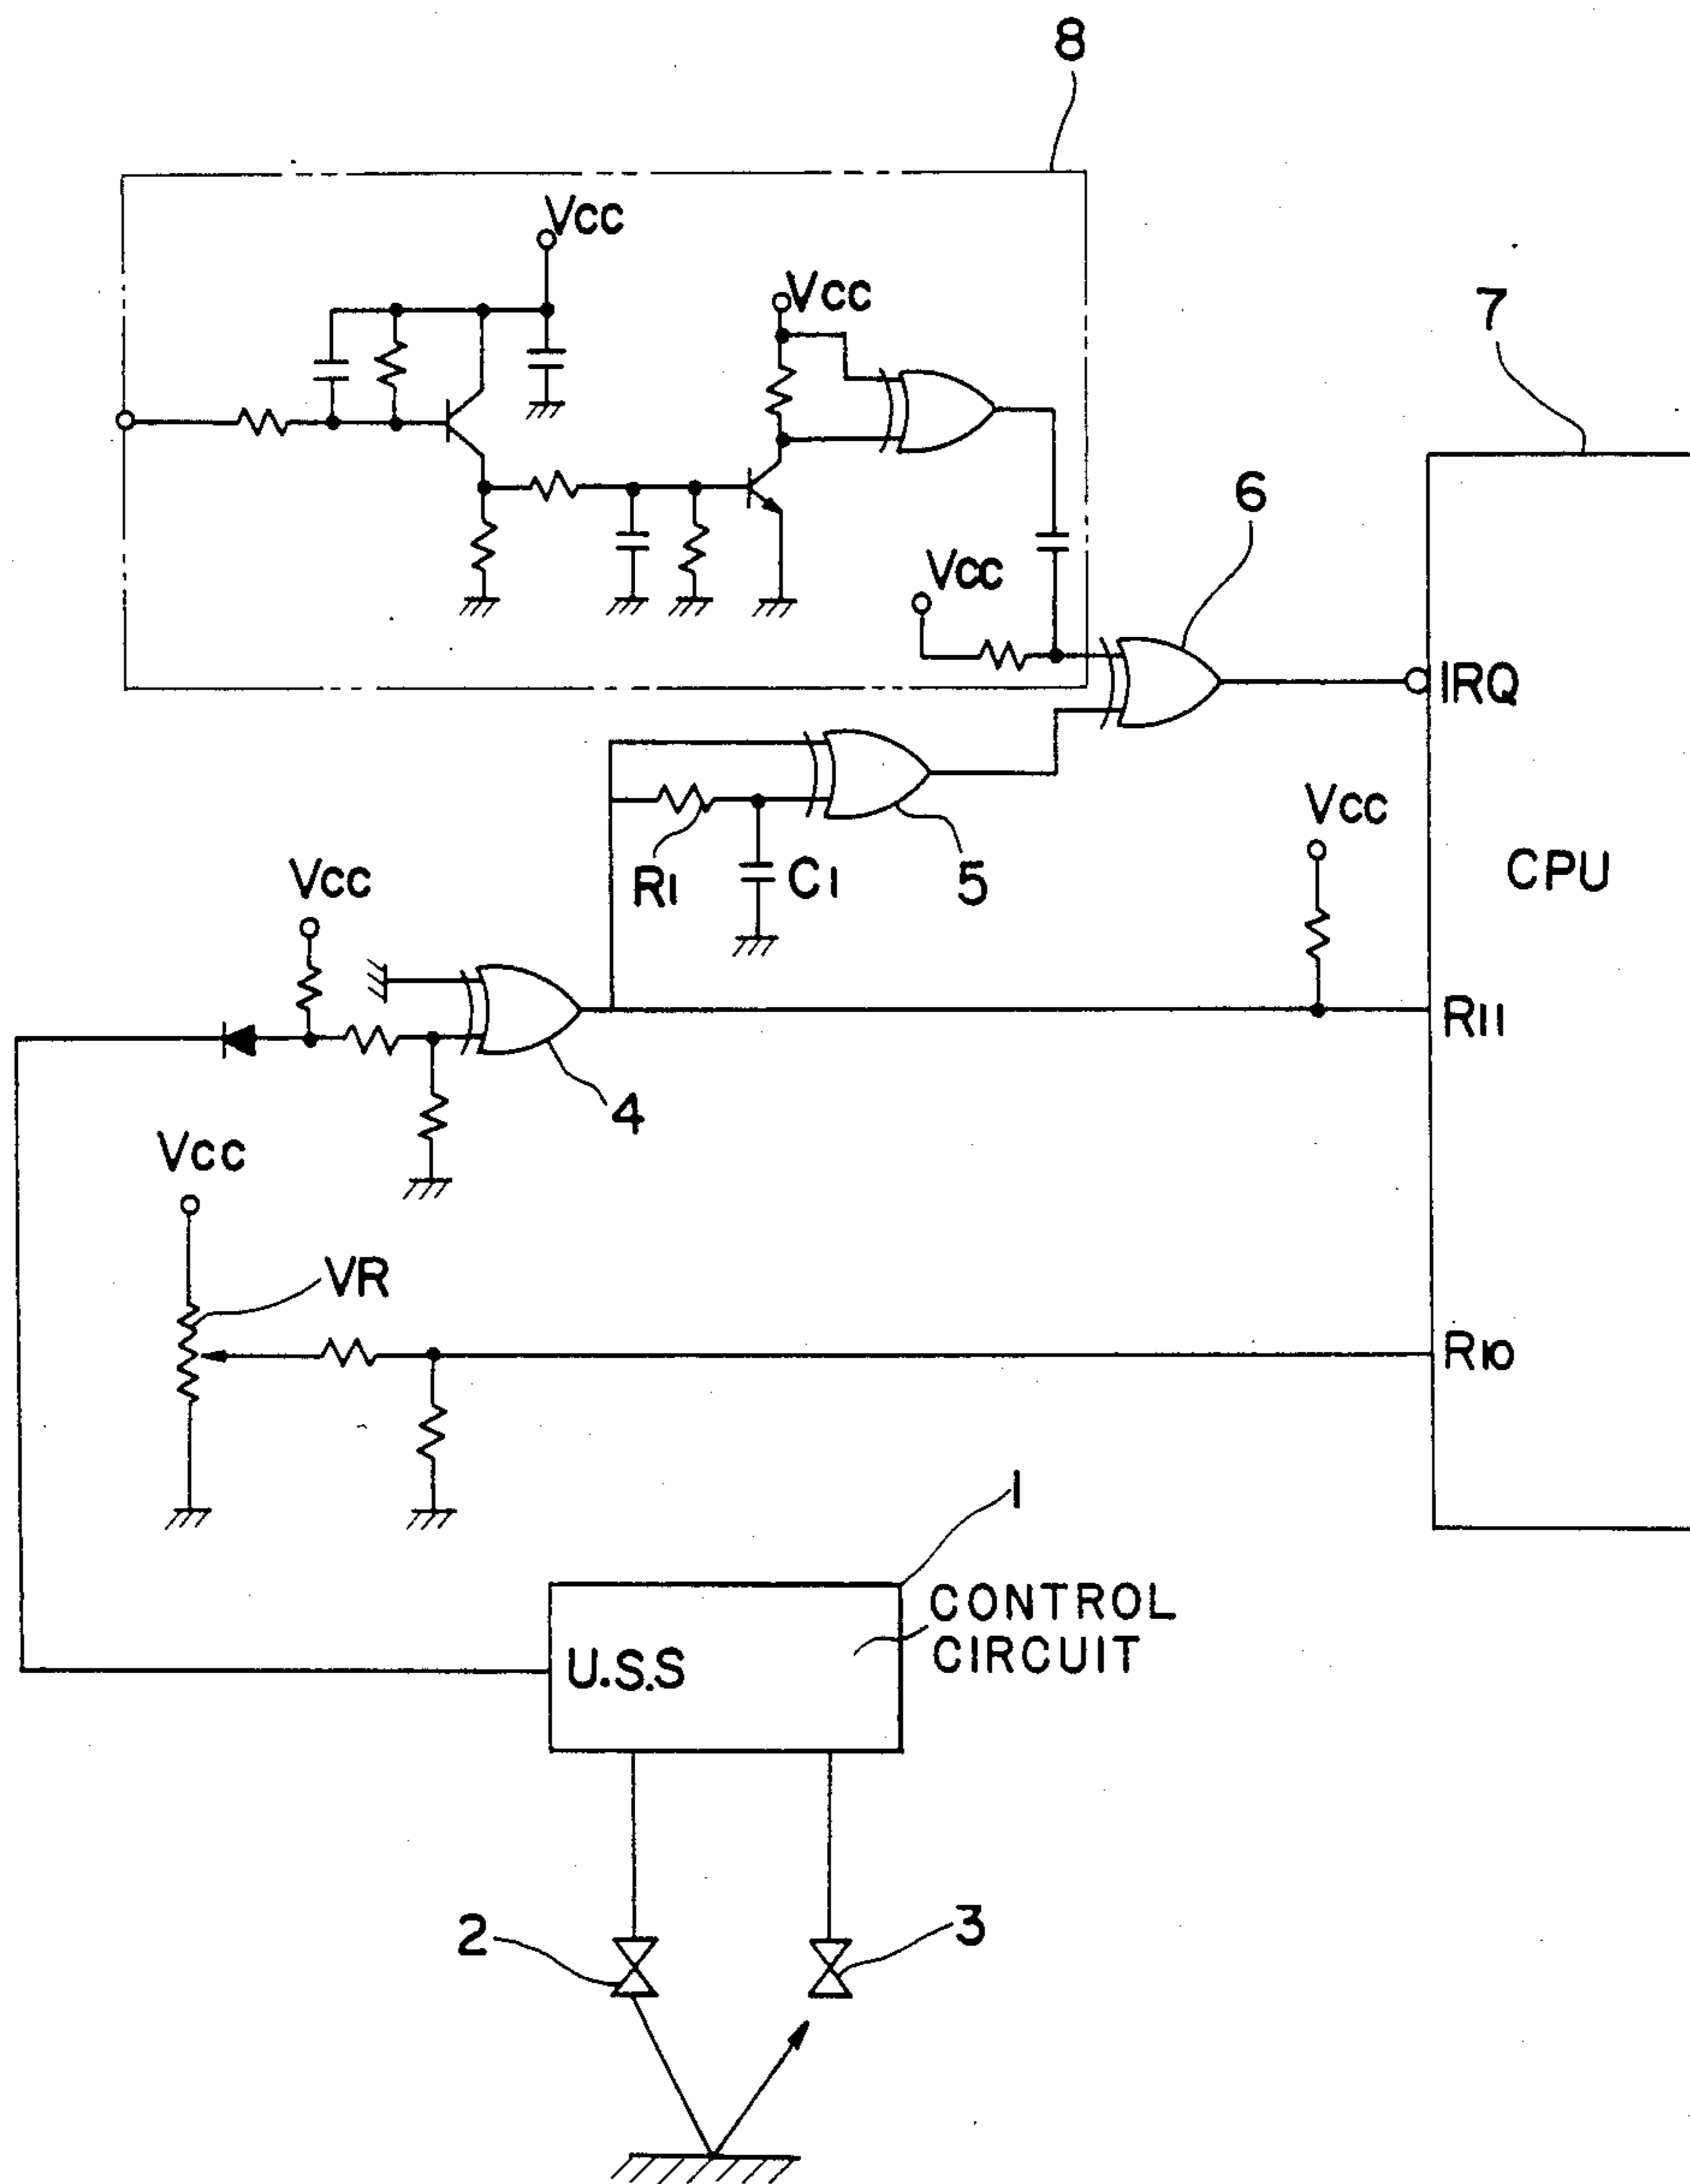 8
Vcc
Vcc
7
6
Vcc
IRQ
Vcc
CPU
R1
C1
5
Vcc
R11
4
Vcc
VR
R10
1
CONTROL
CIRCUIT
U.S.S
2
3